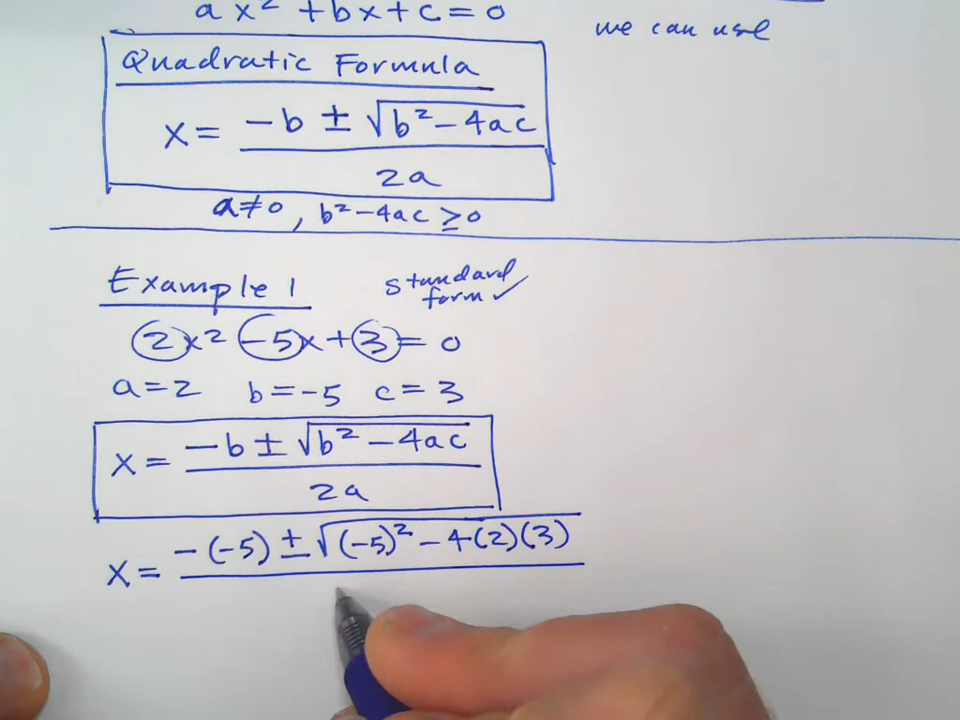 ax² + bx + c = 0
we can use
Quadratic Formula
x = -b ± √b² - 4ac
2a
a ≠ 0, b² - 4ac ≥ 0
Example 1
standard form ✓
2x² - 5x + 3 = 0
a = 2 b = -5 c = 3
x = -b ± √b² - 4ac
2a
x = -(-5) ± √(-5)² - 4(2)(3)